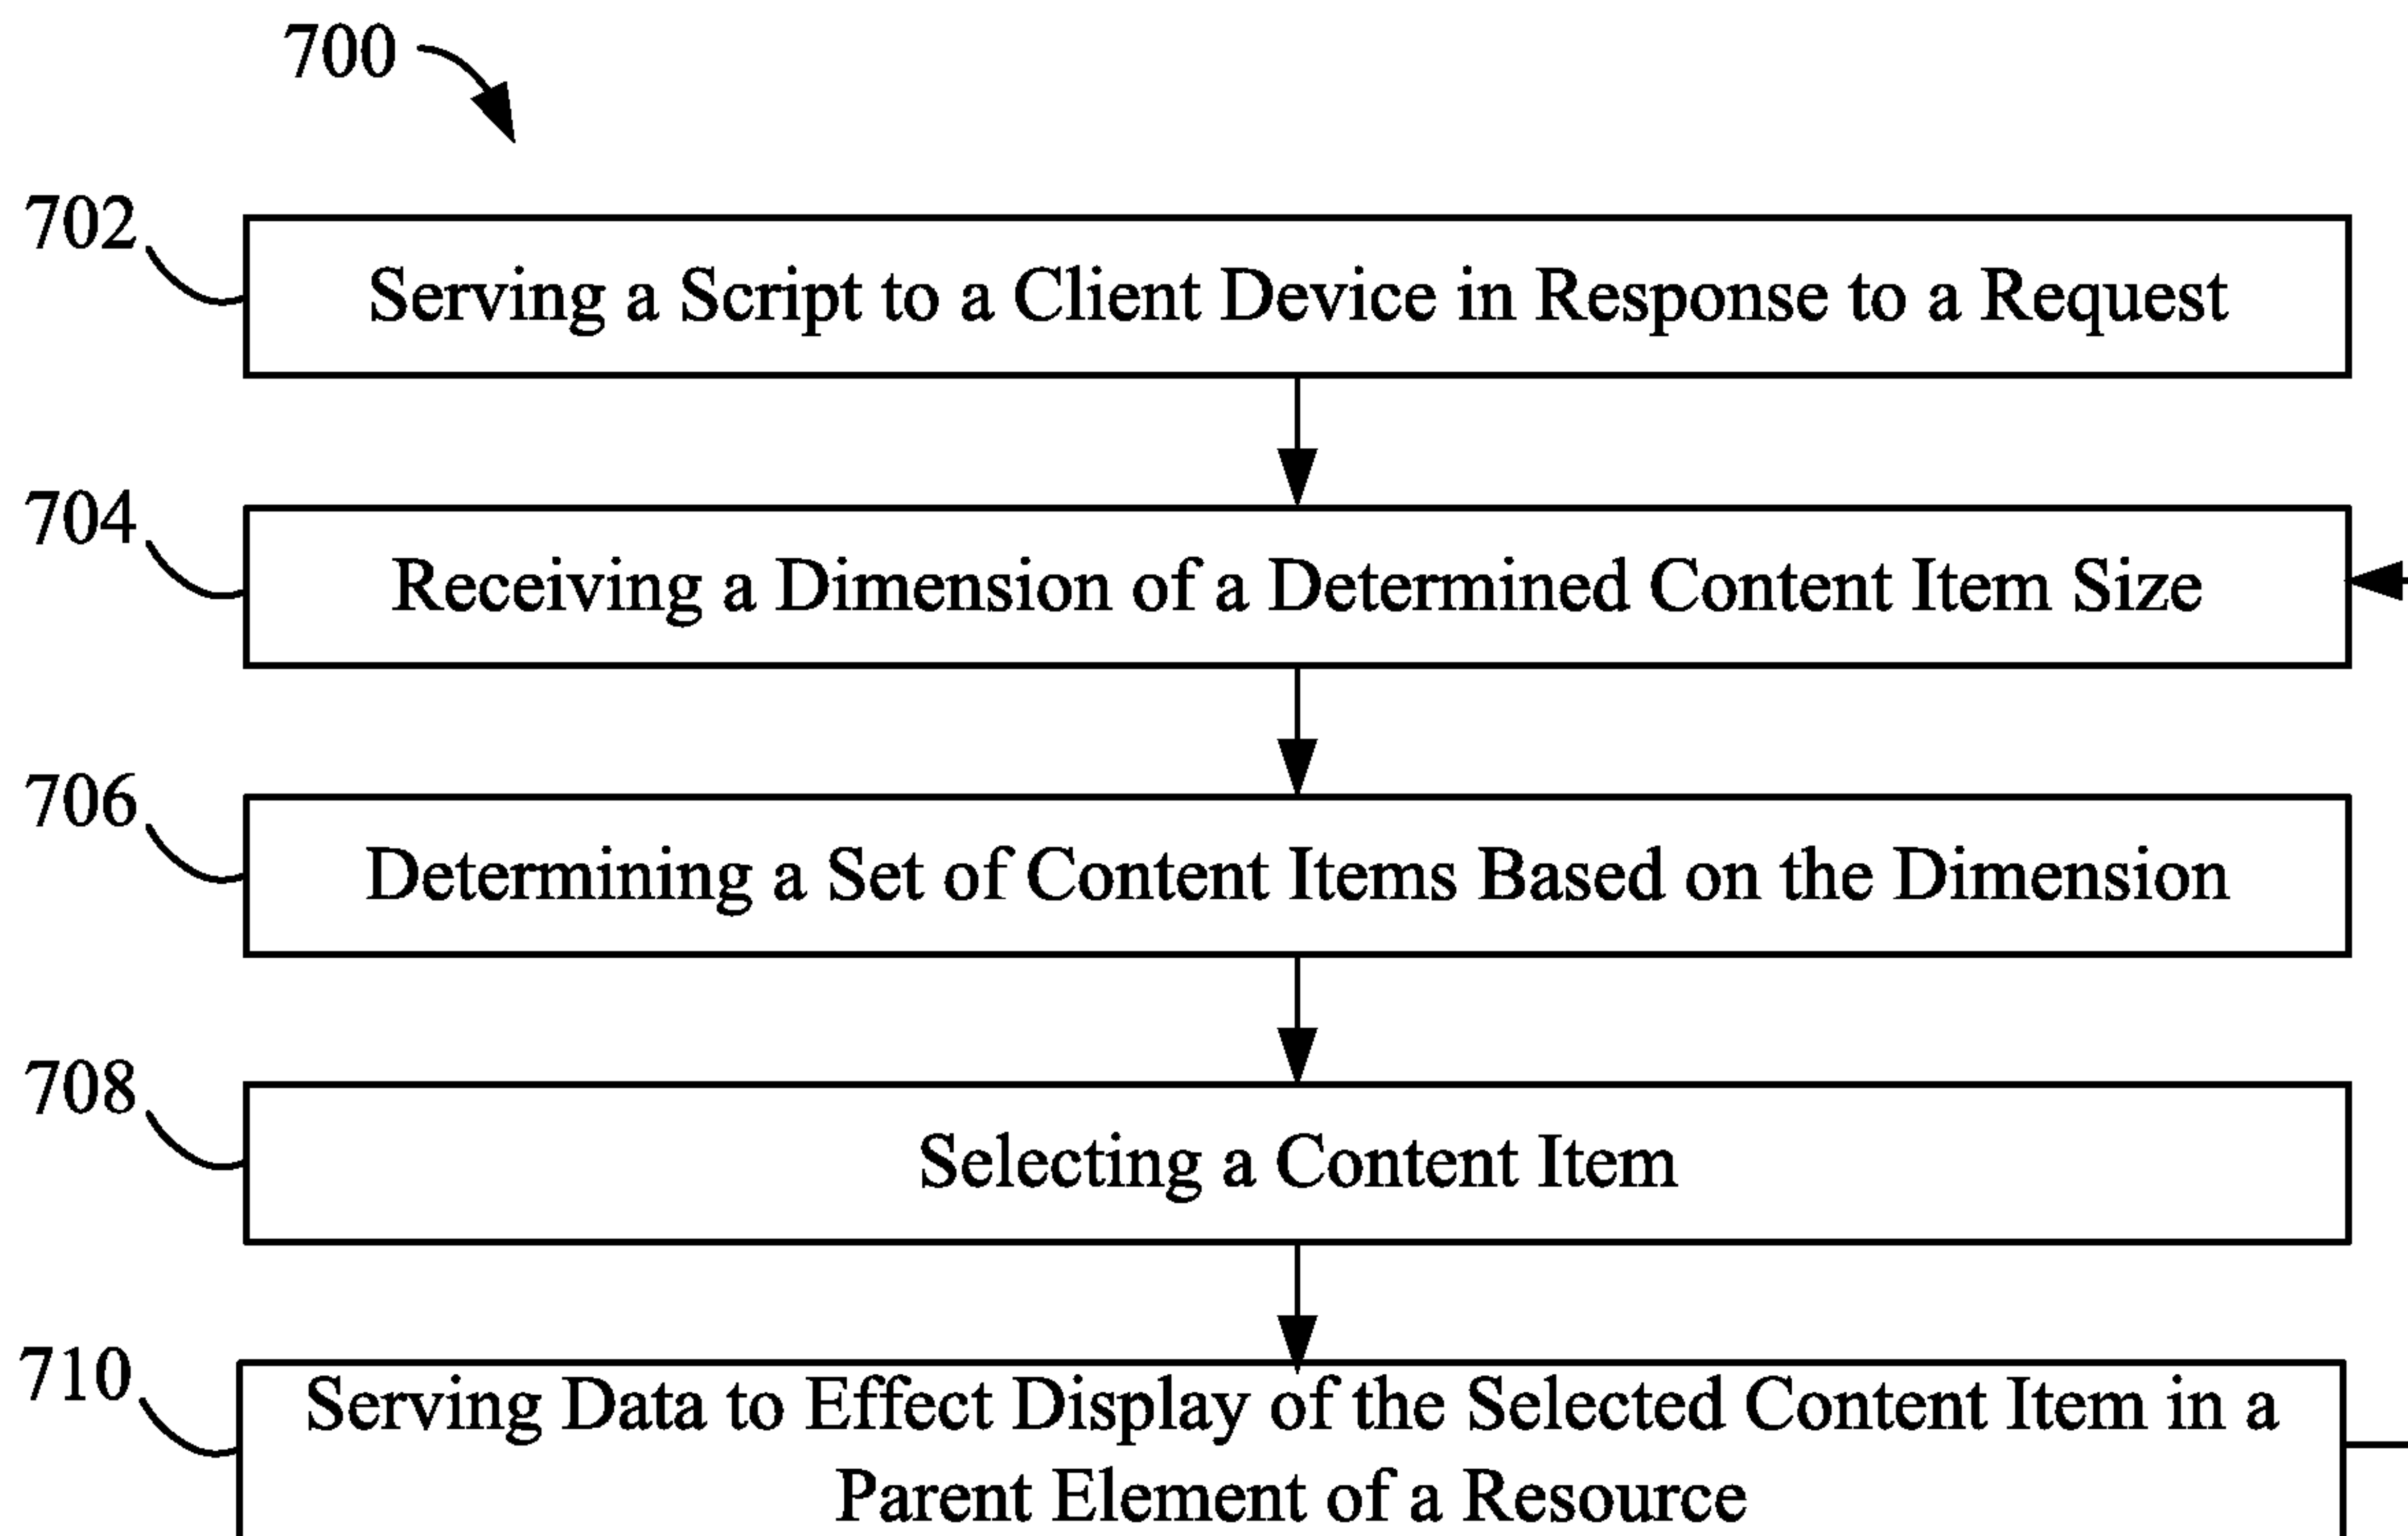 700
702
Serving a Script to a Client Device in Response to a Request
704
Receiving a Dimension of a Determined Content Item Size
706
Determining a Set of Content Items Based on the Dimension
708
Selecting a Content Item
710
Serving Data to Effect Display of the Selected Content Item in a
Parent Element of a Resource